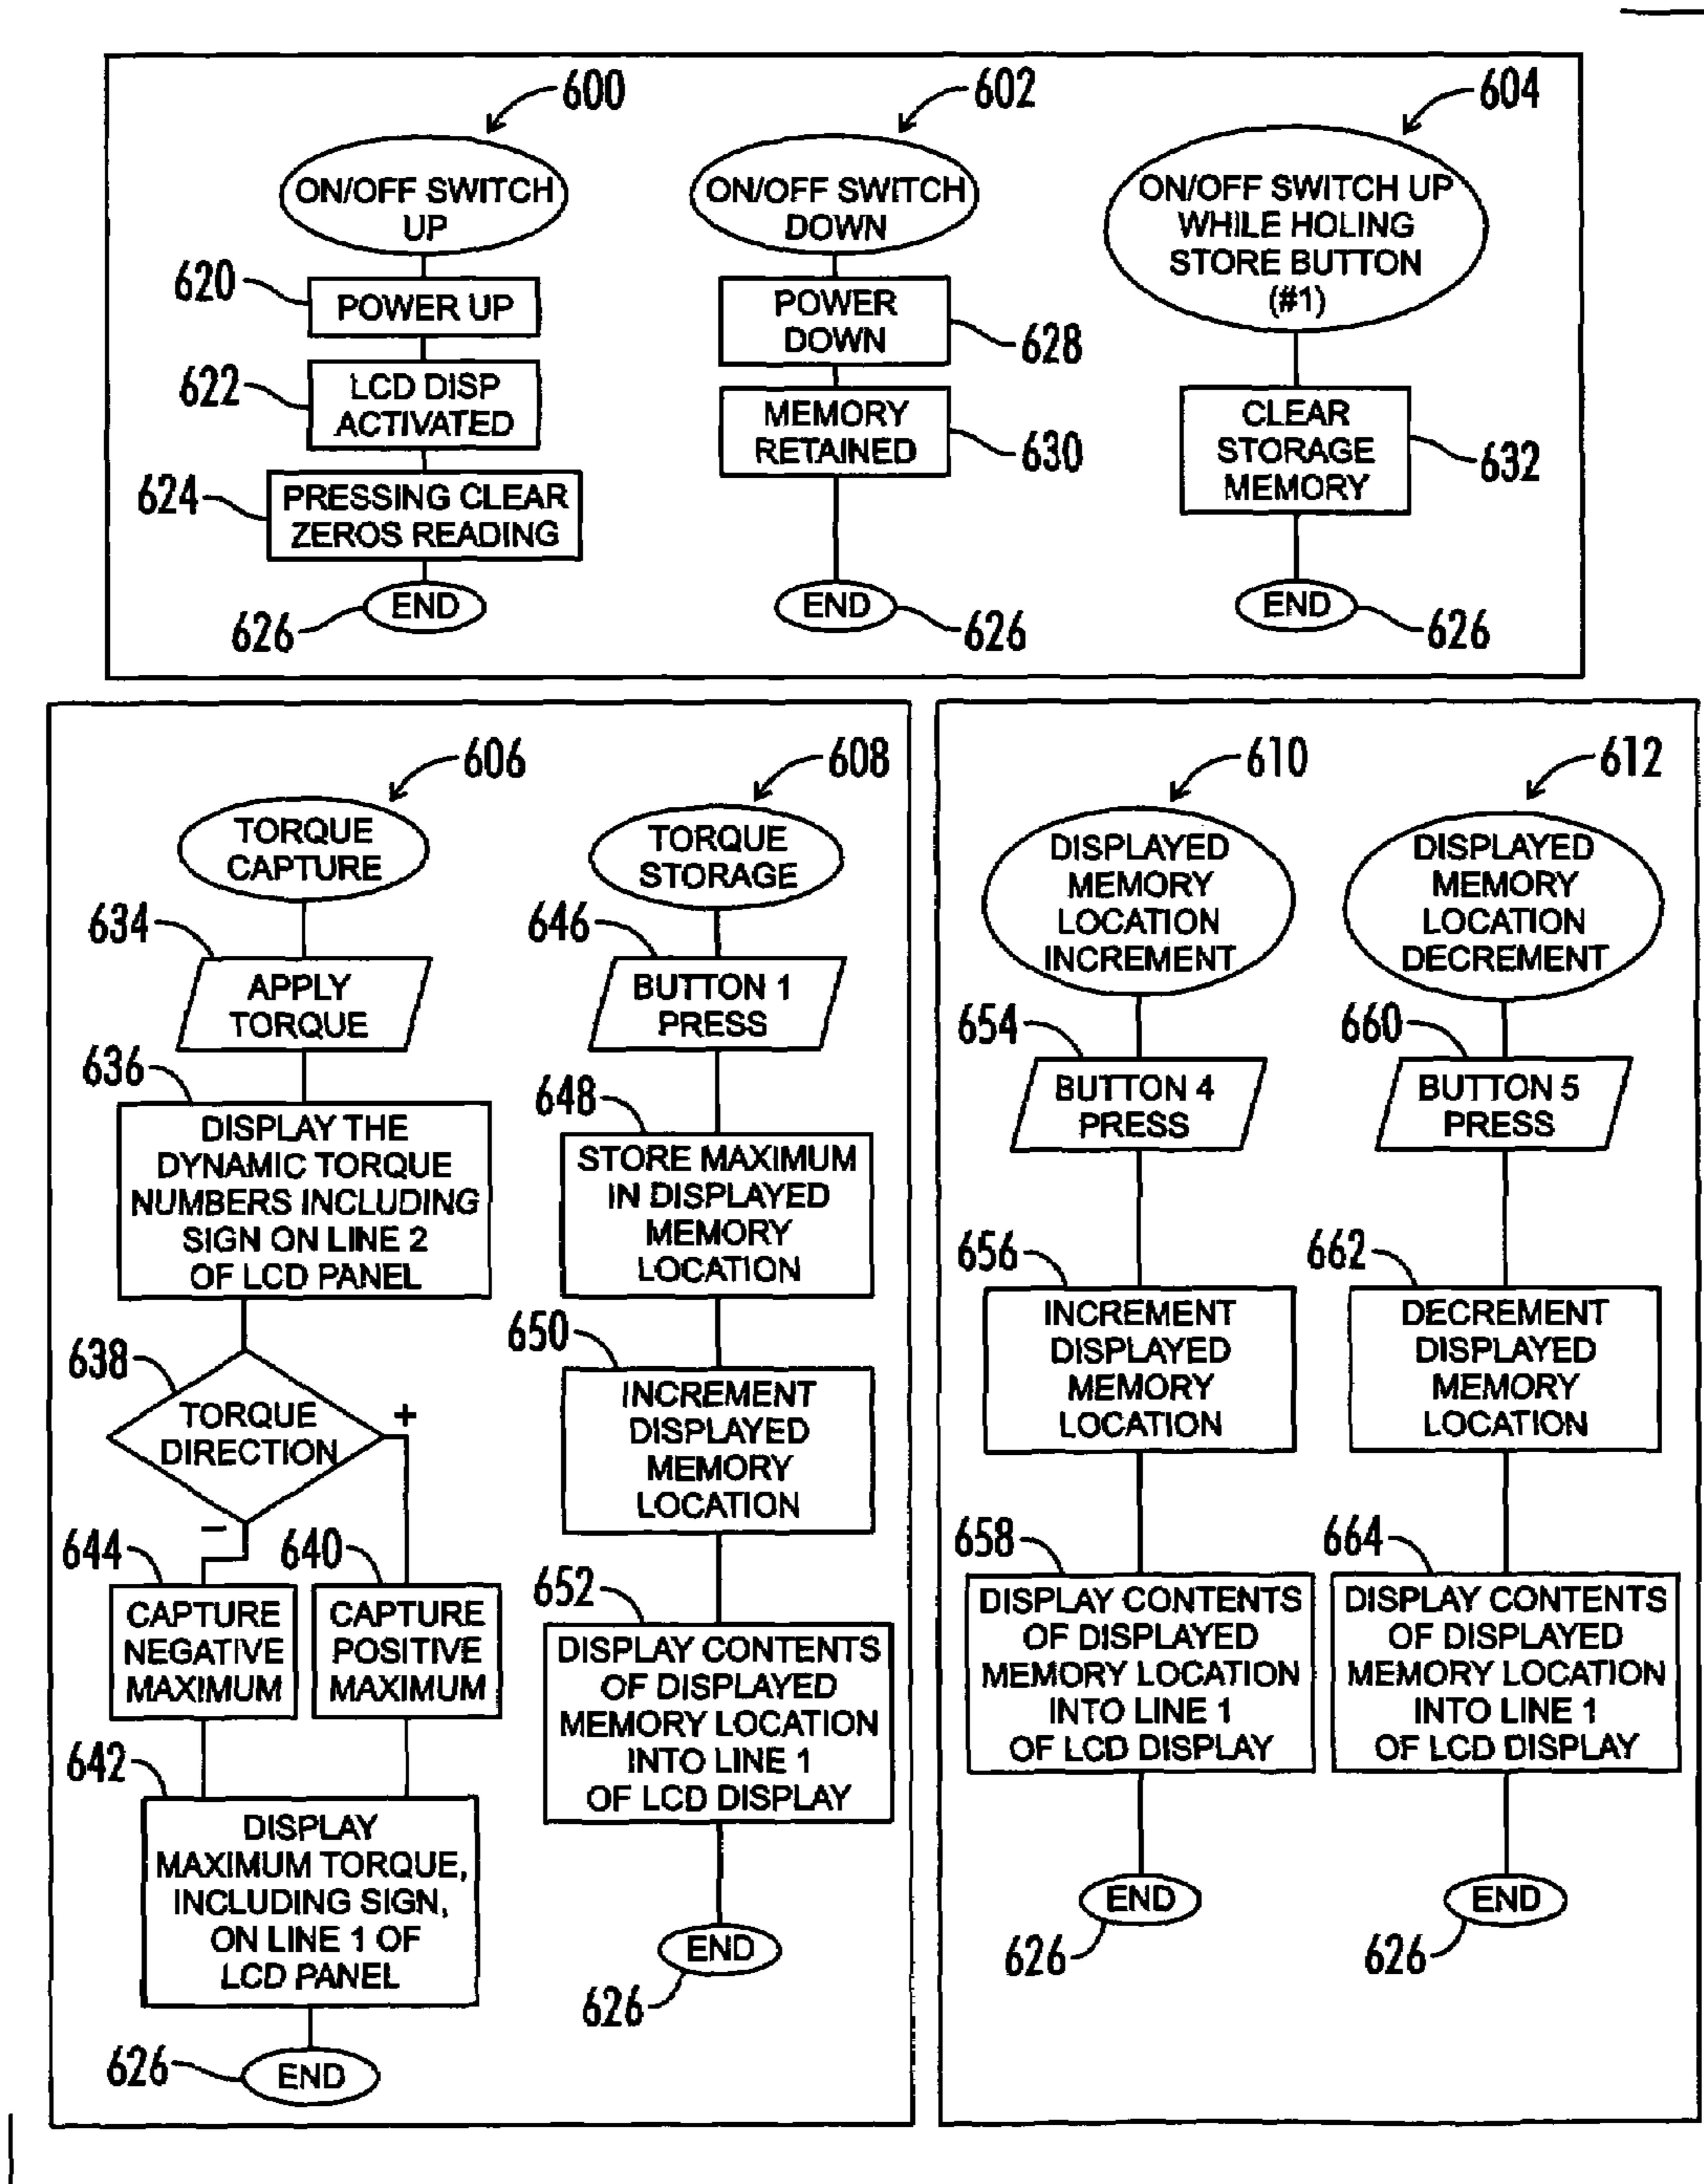 600
ON/OFF SWITCH
UP
620
POWER UP
622
LCD DISP
ACTIVATED
624
PRESSING CLEAR
ZEROS READING
END
626
602
ON/OFF SWITCH
DOWN
POWER
DOWN
628
MEMORY
RETAINED
630
END
626
604
ON/OFF SWITCH UP
WHILE HOLING
STORE BUTTON
(#1)
CLEAR
STORAGE
MEMORY
632
END
626
606
TORQUE
CAPTURE
634
APPLY
TORQUE
636
DISPLAY THE
DYNAMIC TORQUE
NUMBERS INCLUDING
SIGN ON LINE 2
OF LCD PANEL
638
TORQUE
DIRECTION
+
−
644
CAPTURE
NEGATIVE
MAXIMUM
640
CAPTURE
POSITIVE
MAXIMUM
642
DISPLAY
MAXIMUM TORQUE,
INCLUDING SIGN,
ON LINE 1 OF
LCD PANEL
626
END
608
TORQUE
STORAGE
646
BUTTON 1
PRESS
648
STORE MAXIMUM
IN DISPLAYED
MEMORY
LOCATION
650
INCREMENT
DISPLAYED
MEMORY
LOCATION
652
DISPLAY CONTENTS
OF DISPLAYED
MEMORY LOCATION
INTO LINE 1
OF LCD DISPLAY
END
626
610
DISPLAYED
MEMORY
LOCATION
INCREMENT
654
BUTTON 4
PRESS
656
INCREMENT
DISPLAYED
MEMORY
LOCATION
658
DISPLAY CONTENTS
OF DISPLAYED
MEMORY LOCATION
INTO LINE 1
OF LCD DISPLAY
END
626
612
DISPLAYED
MEMORY
LOCATION
DECREMENT
660
BUTTON 5
PRESS
662
DECREMENT
DISPLAYED
MEMORY
LOCATION
664
DISPLAY CONTENTS
OF DISPLAYED
MEMORY LOCATION
INTO LINE 1
OF LCD DISPLAY
END
626